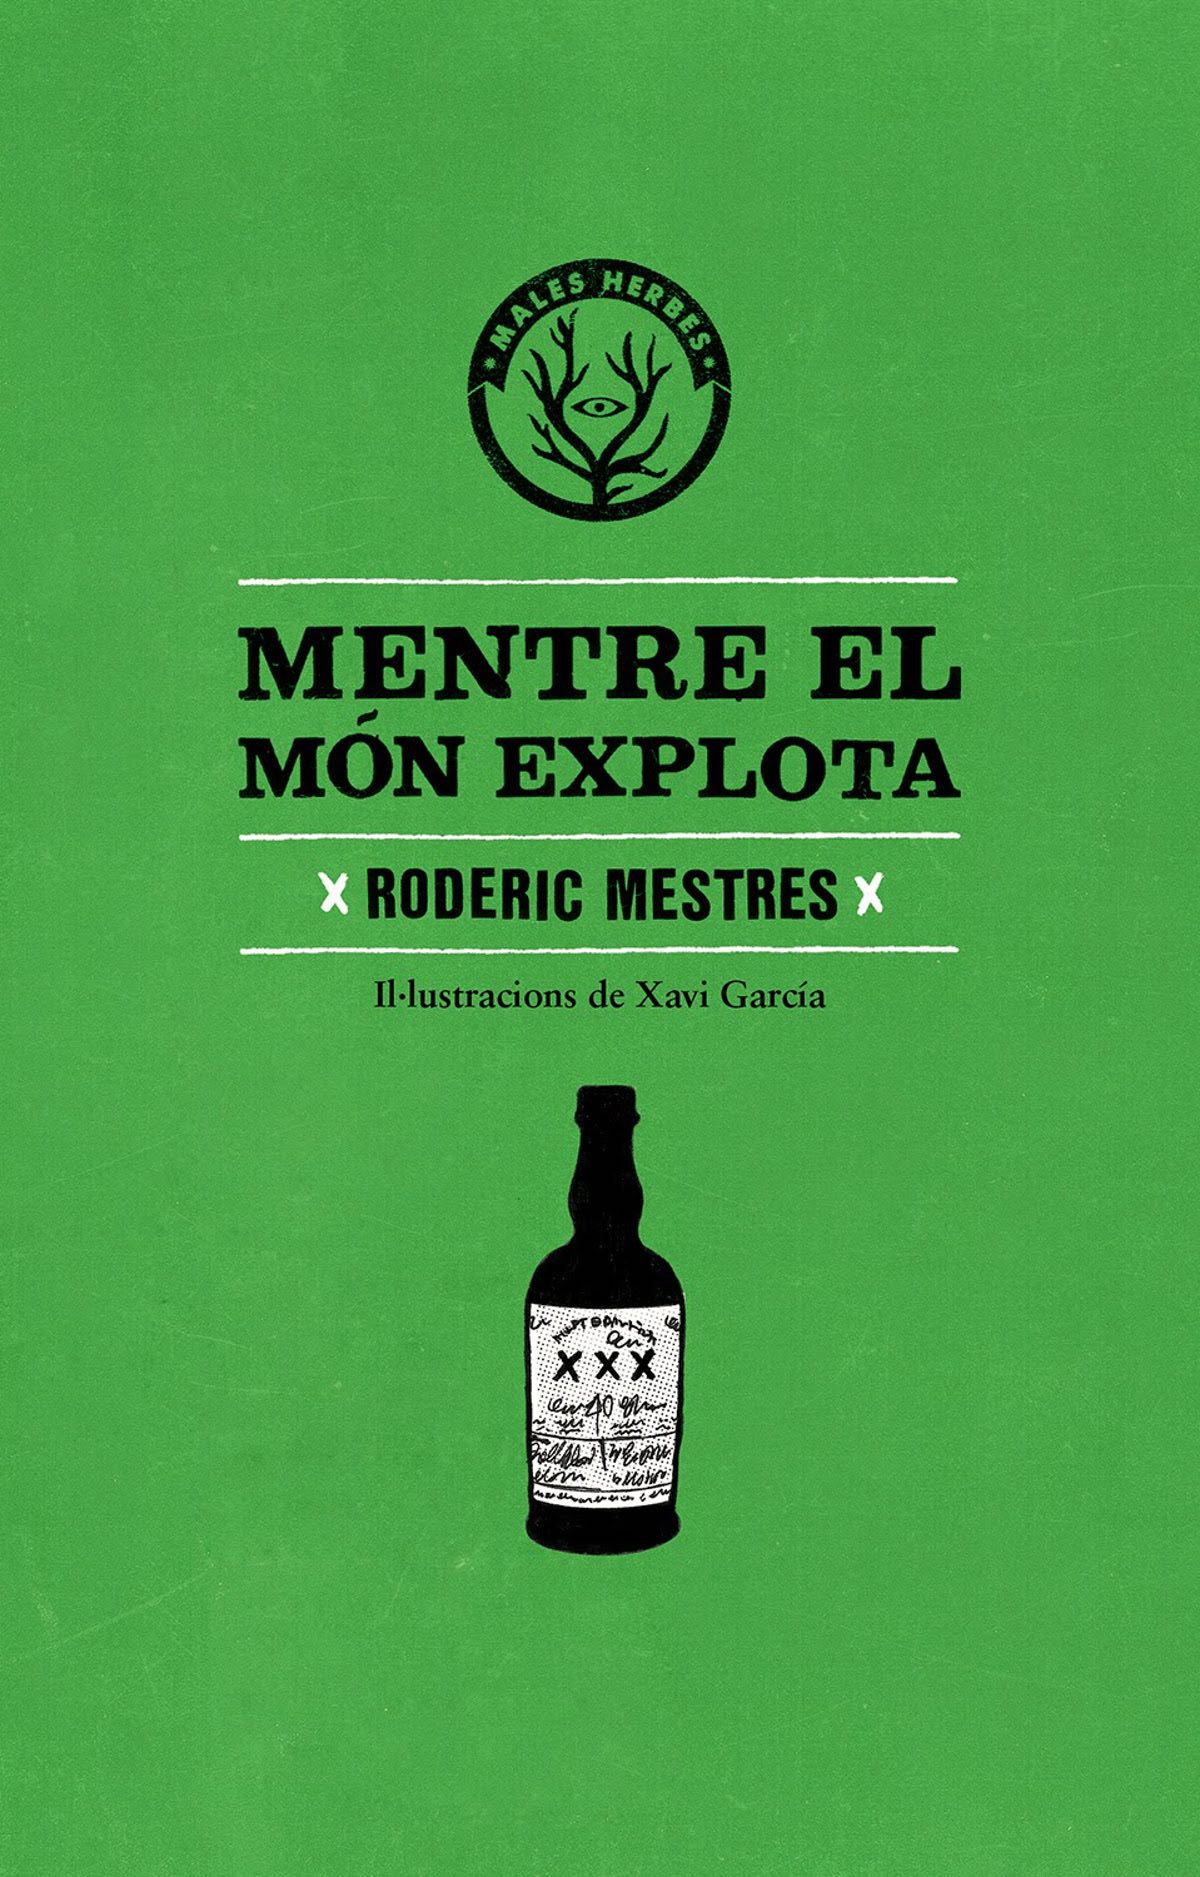 MALES HERBES
MENTRE EL
MÓN EXPLOTA
X RODERIC MESTRES X
Il·lustracions de Xavi García
XXX